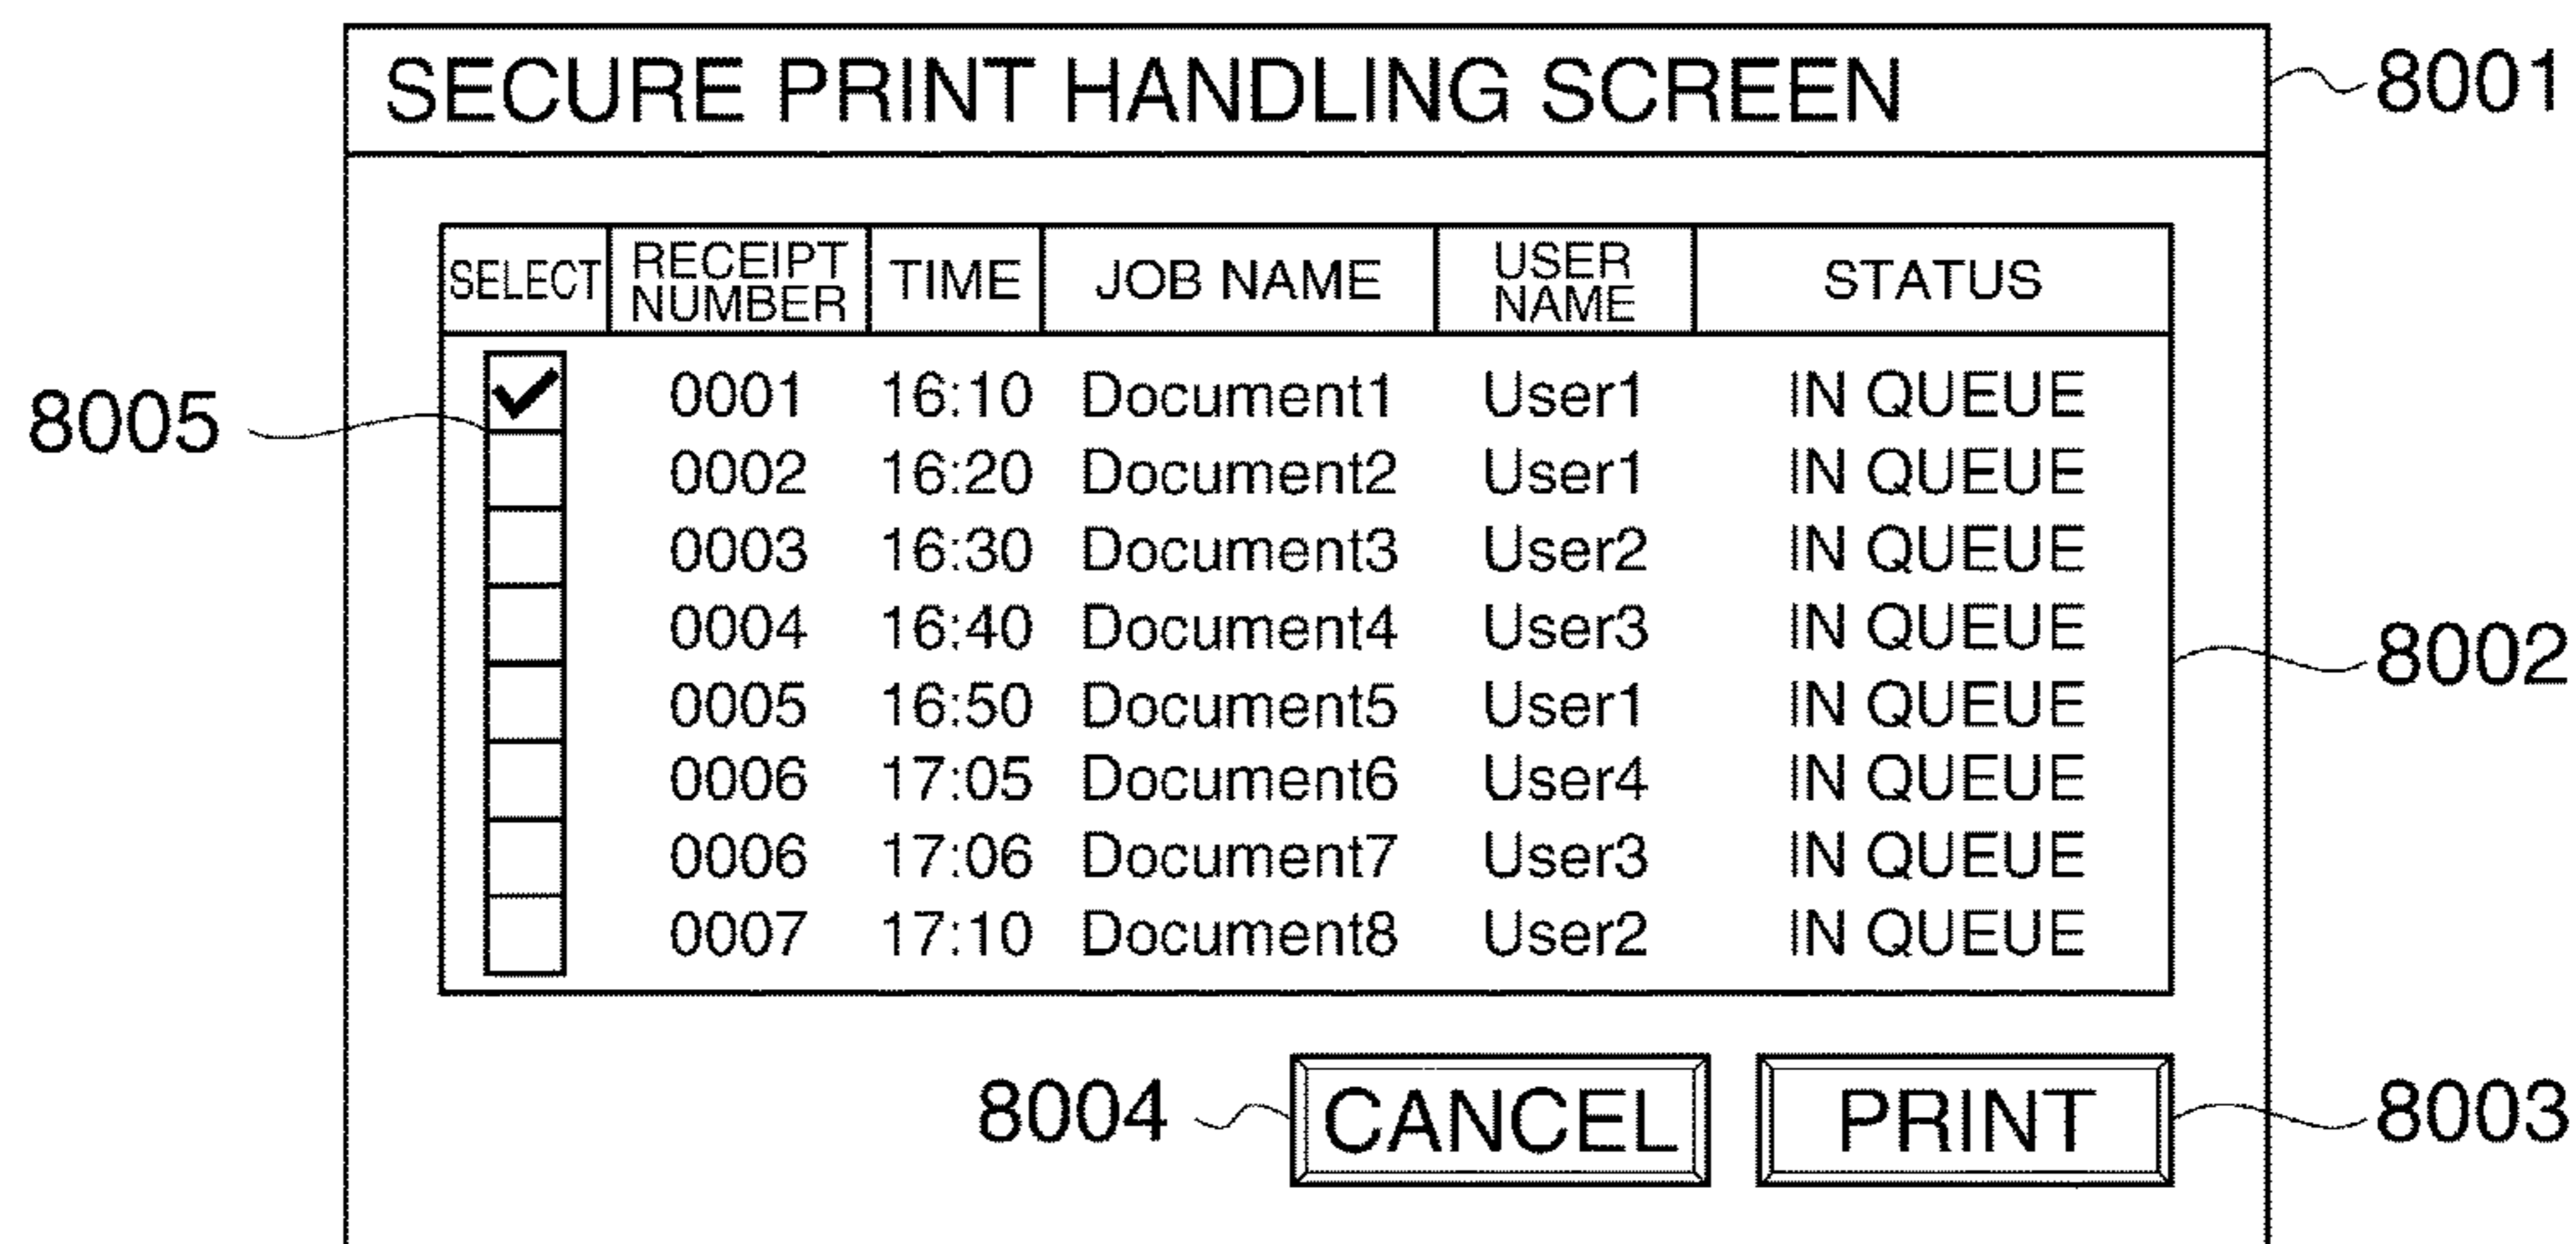 SECURE PRINT HANDLING SCREEN 8001
SELECT RECEIPT NUMBER TIME JOB NAME USER NAME STATUS
8005
0001 16:10 Document1 User1 IN QUEUE
0002 16:20 Document2 User1 IN QUEUE
0003 16:30 Document3 User2 IN QUEUE
0004 16:40 Document4 User3 IN QUEUE
8002
0005 16:50 Document5 User1 IN QUEUE
0006 17:05 Document6 User4 IN QUEUE
0006 17:06 Document7 User3 IN QUEUE
0007 17:10 Document8 User2 IN QUEUE
8004 CANCEL PRINT 8003